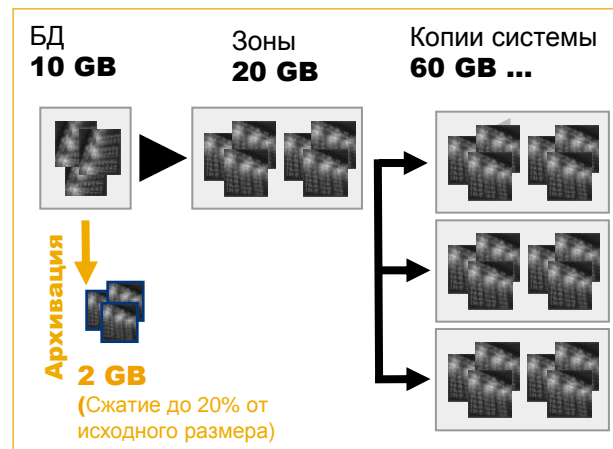 БД
10 GB
Зоны
20 GB
Копии системы
60 GB ...
Архивация
2 GB
(Сжатие до 20% от
исходного размера)